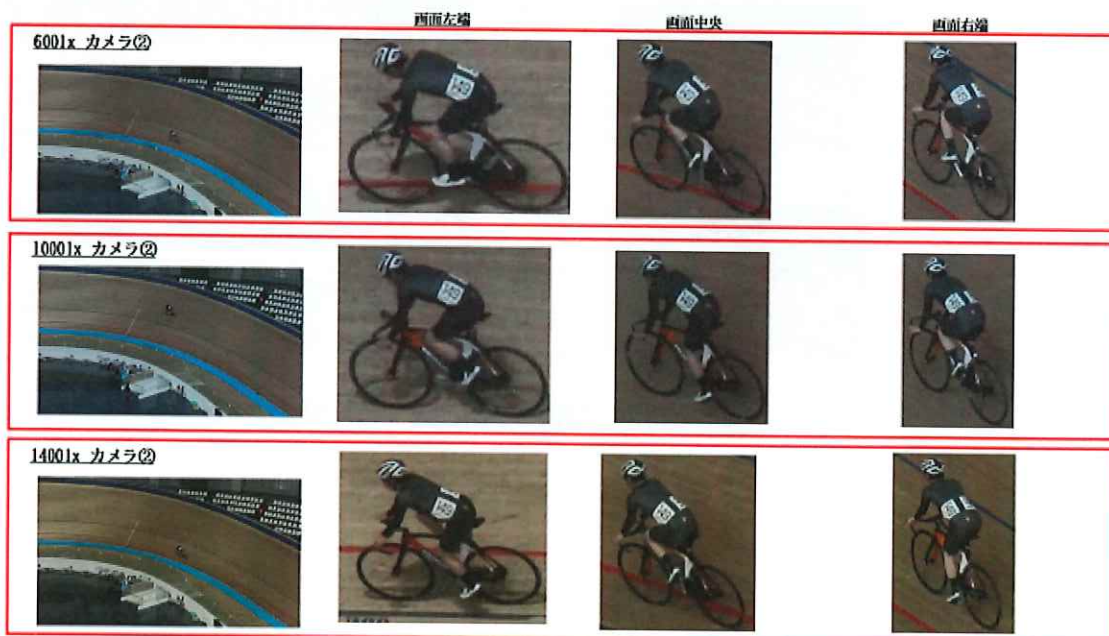 画面左端
画面中央
画面右端
600lx カメラ②
1000lx カメラ②
1400lx カメラ②